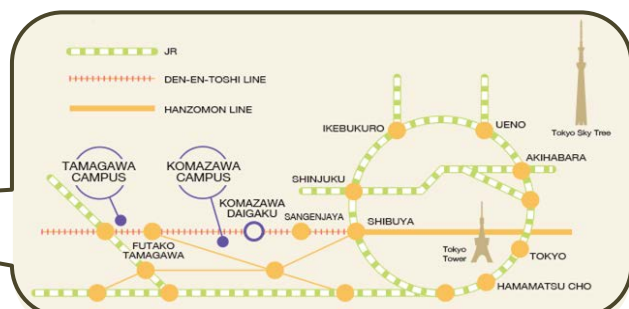 JR
DEN-EN-TOSHI LINE
HANZOMON LINE
IKEBUKURO
UENO
Tokyo Sky Tree
TAMAGAWA
CAMPUS
KOMAZAWA
CAMPUS
AKIHABARA
SHINJUKU
KOMAZAWA
DAIGAKU
SANGENJAYA
SHIBUYA
FUTAKO
TAMAGAWA
Tokyo
Tower
TOKYO
HAMAMATSU CHO